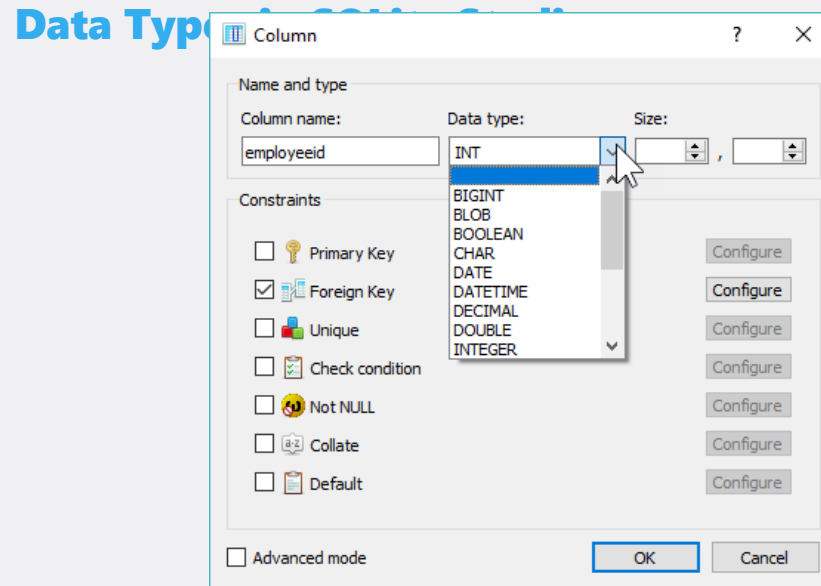 Data Type
Column
Name and type
Column name:
Data type:
Size:
employeeid
INT
,
BIGINT
BLOB
BOOLEAN
CHAR
DATE
DATETIME
DECIMAL
DOUBLE
INTEGER
Constraints
Primary Key
Configure
Foreign Key
Configure
Unique
Configure
Check condition
Configure
Not NULL
Configure
a·z Collate
Configure
Default
Configure
Advanced mode
OK
Cancel